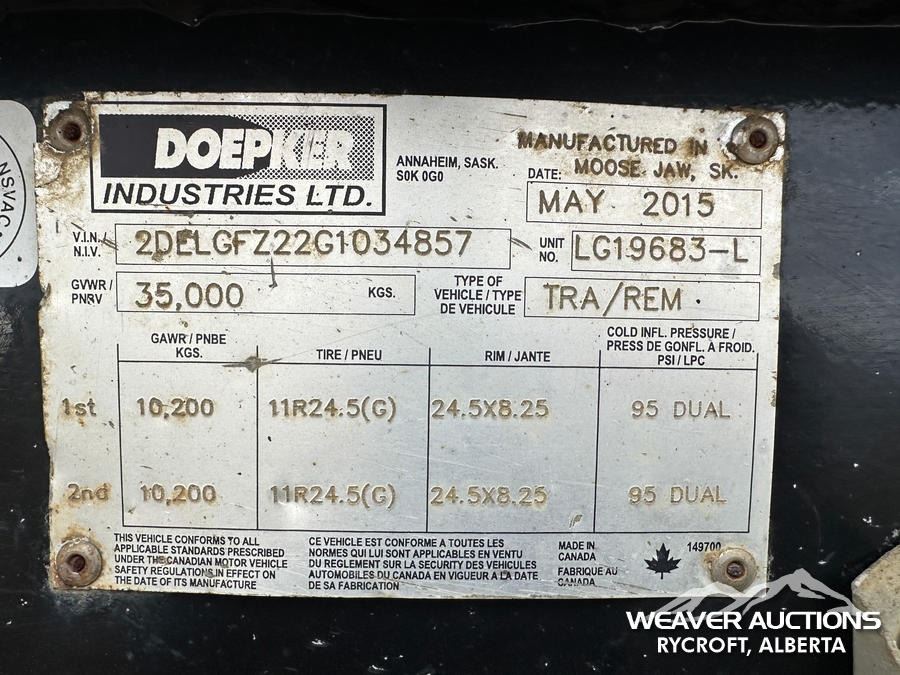 DOEPKER
INDUSTRIES LTD.
ANNAHEIM, SASK.
S0K 0G0
MANUFACTURED IN
MOOSE JAW, SK.
DATE:
MAY 2015
V.I.N./
N.I.V.
2DELGFZ22G1034857
UNIT
NO.
LG19683-L
GVWR /
PNBV
35,000 KGS.
TYPE OF
VEHICLE / TYPE
DE VEHICULE
TRA/REM
GAWR / PNBE
KGS.
TIRE / PNEU
RIM / JANTE
COLD INFL. PRESSURE /
PRESS DE GONFL. À FROID.
PSI / LPC
1st 10,200 11R24.5(G) 24.5X8.25 95 DUAL
2nd 10,200 11R24.5(G) 24.5X8.25 95 DUAL
THIS VEHICLE CONFORMS TO ALL
APPLICABLE STANDARDS PRESCRIBED
UNDER THE CANADIAN MOTOR VEHICLE
SAFETY REGULATIONS IN EFFECT ON
THE DATE OF ITS MANUFACTURE
CE VEHICULE EST CONFORME A TOUTES LES
NORMES QUI LUI SONT APPLICABLES EN VENTU
DU REGLEMENT SUR LA SECURITY DES VEHICULES
AUTOMOBILES DU CANADA EN VIGUEUR A LA DATE
DE SA FABRICATION
MADE IN
CANADA
FABRIQUE AU
CANADA
149700
WEAVER AUCTIONS
RYCROFT, ALBERTA